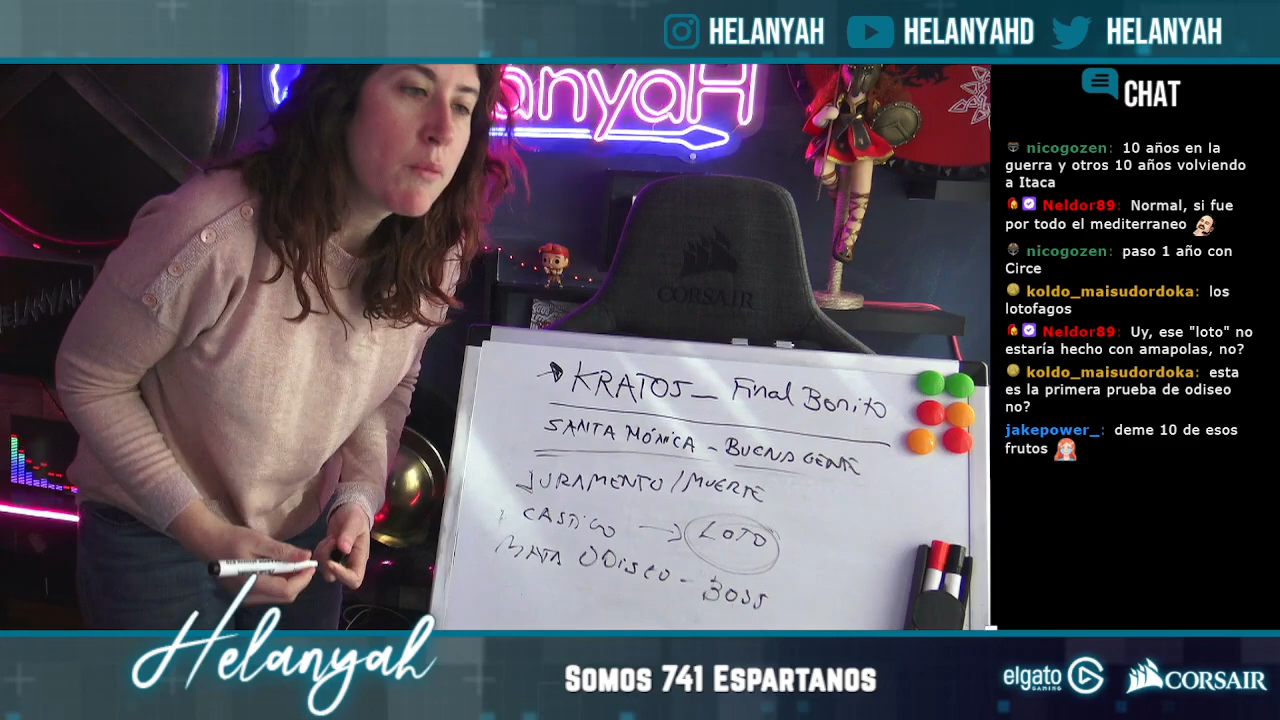 HELANYAH
HELANYAHD
HELANYAH
anyaH
CHAT
nicogozen: 10 años en la
guerra y otros 10 años volviendo
a Itaca
Neldor89: Normal, si fue
por todo el mediterraneo
nicogozen: paso 1 año con
Circe
koldo_maisudordoka: los
lotofagos
Neldor89: Uy, ese "loto" no
estaría hecho con amapolas, no?
koldo_maisudordoka: esta
es la primera prueba de odiseo
no?
jakepower_: deme 10 de esos
frutos
CORSAIR
HELANYAH
KRATOS - Final Bonito
SANTA MÓNICA - BUENA GENTE
JURAMENTO / MUERTE
CASTIGO → LOTO
MATA ODISEO - BOSS
Helanyah
SOMOS 741 ESPARTANOS
elgato
GAMING
CORSAIR